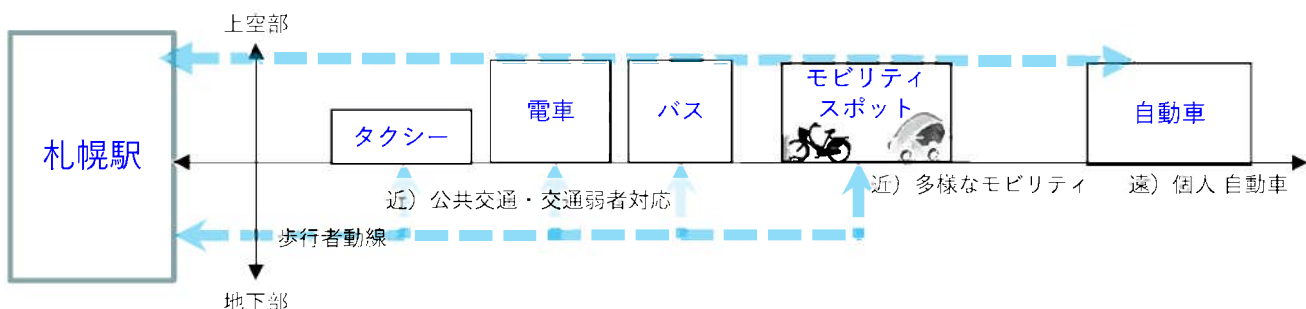 上空部
札幌駅
タクシー
電車
バス
モビリティ
スポット
自動車
近）公共交通・交通弱者対応
近）多様なモビリティ
遠）個人自動車
歩行者動線
地下部